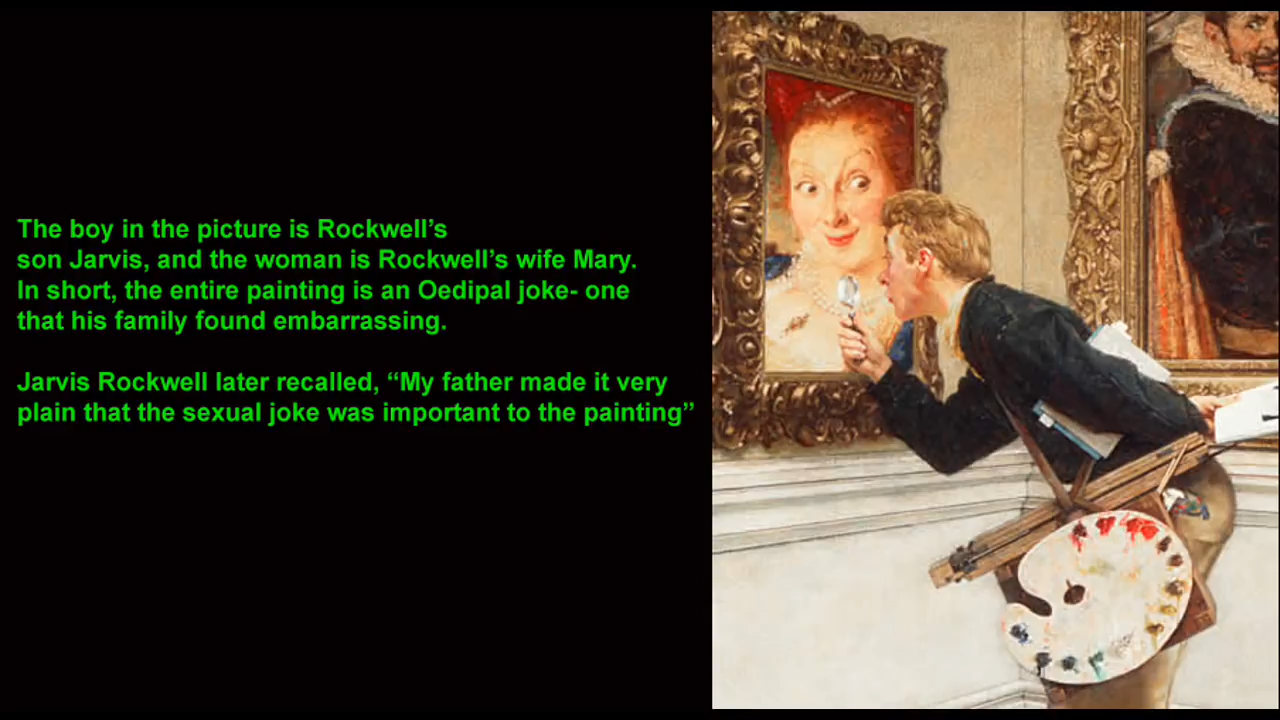 The boy in the picture is Rockwell’s
son Jarvis, and the woman is Rockwell’s wife Mary.
In short, the entire painting is an Oedipal joke- one
that his family found embarrassing.
Jarvis Rockwell later recalled, “My father made it very
plain that the sexual joke was important to the painting”